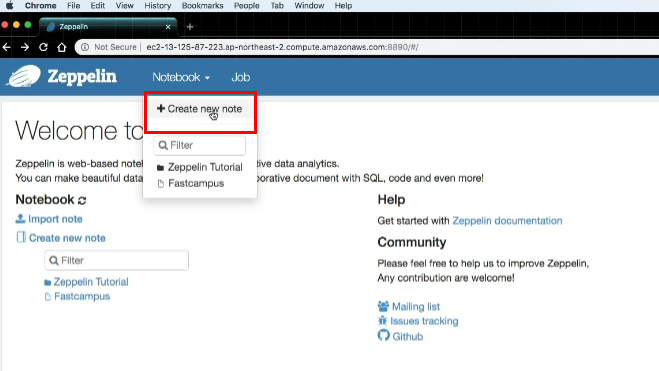 Chrome File Edit View History Bookmarks People Tab Window Help
Zeppelin
Not Secure | ec2-13-125-87-223.ap-northeast-2.compute.amazonaws.com:8890/#/
Zeppelin Notebook Job
+ Create new note
Filter
Zeppelin Tutorial
Fastcampus
Welcome to
Zeppelin is web-based note tive data analytics.
You can make beautiful data borative document with SQL, code and even more!
Notebook
Import note
Create new note
Filter
Zeppelin Tutorial
Fastcampus
Help
Get started with Zeppelin documentation
Community
Please feel free to help us to improve Zeppelin,
Any contribution are welcome!
Mailing list
Issues tracking
Github